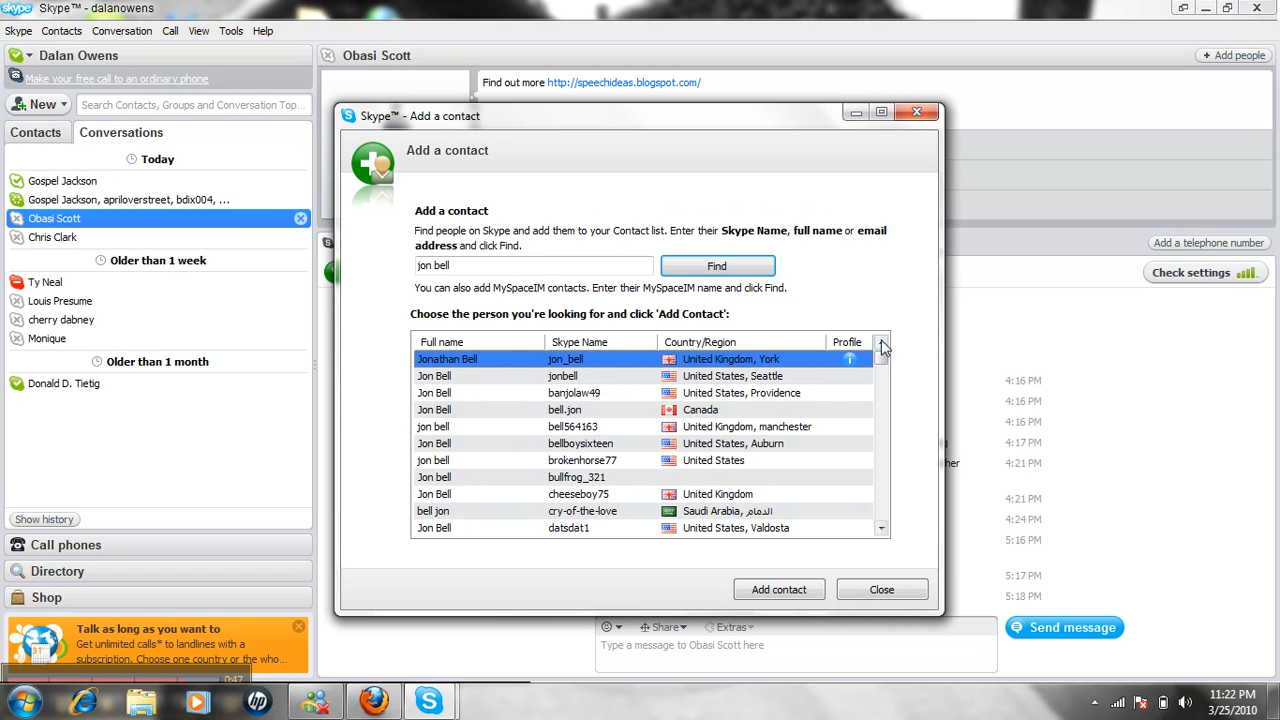 Skype™ - dalanowens
Skype Contacts Conversation Call View Tools Help
Dalan Owens
Make your free call to an ordinary phone
New
Search Contacts, Groups and Conversation Top...
Contacts Conversations
Today
Gospel Jackson
Gospel Jackson, apriloverstreet, bdix004, ...
Obasi Scott
Chris Clark
Older than 1 week
Ty Neal
Louis Presume
cherry dabney
Monique
Older than 1 month
Donald D. Tietig
Show history
Call phones
Directory
Shop
Talk as long as you want to
Get unlimited calls* to landlines with a
subscription. Choose one country or the who...
0:47
Obasi Scott
Add people
Find out more http://speechideas.blogspot.com/
Add a telephone number
Check settings
Skype™ - Add a contact
Add a contact
Add a contact
Find people on Skype and add them to your Contact list. Enter their Skype Name, full name or email
address and click Find.
jon bell
Find
You can also add MySpaceIM contacts. Enter their MySpaceIM name and click Find.
Choose the person you're looking for and click 'Add Contact':
Full name Skype Name Country/Region Profile
Jonathan Bell jon_bell United Kingdom, York
Jon Bell jonbell United States, Seattle
Jon Bell banjolaw49 United States, Providence
Jon Bell bell.jon Canada
jon bell bell564163 United Kingdom, manchester
Jon Bell bellboysixteen United States, Auburn
jon bell brokenhorse77 United States
Jon bell bullfrog_321
Jon Bell cheeseboy75 United Kingdom
bell jon cry-of-the-love Saudi Arabia, الدمام
Jon Bell datsdat1 United States, Valdosta
Add contact Close
4:16 PM
4:16 PM
4:17 PM
her 4:21 PM
4:21 PM
4:24 PM
5:16 PM
5:17 PM
5:18 PM
Share Extras
Type a message to Obasi Scott here
Send message
11:22 PM
3/25/2010